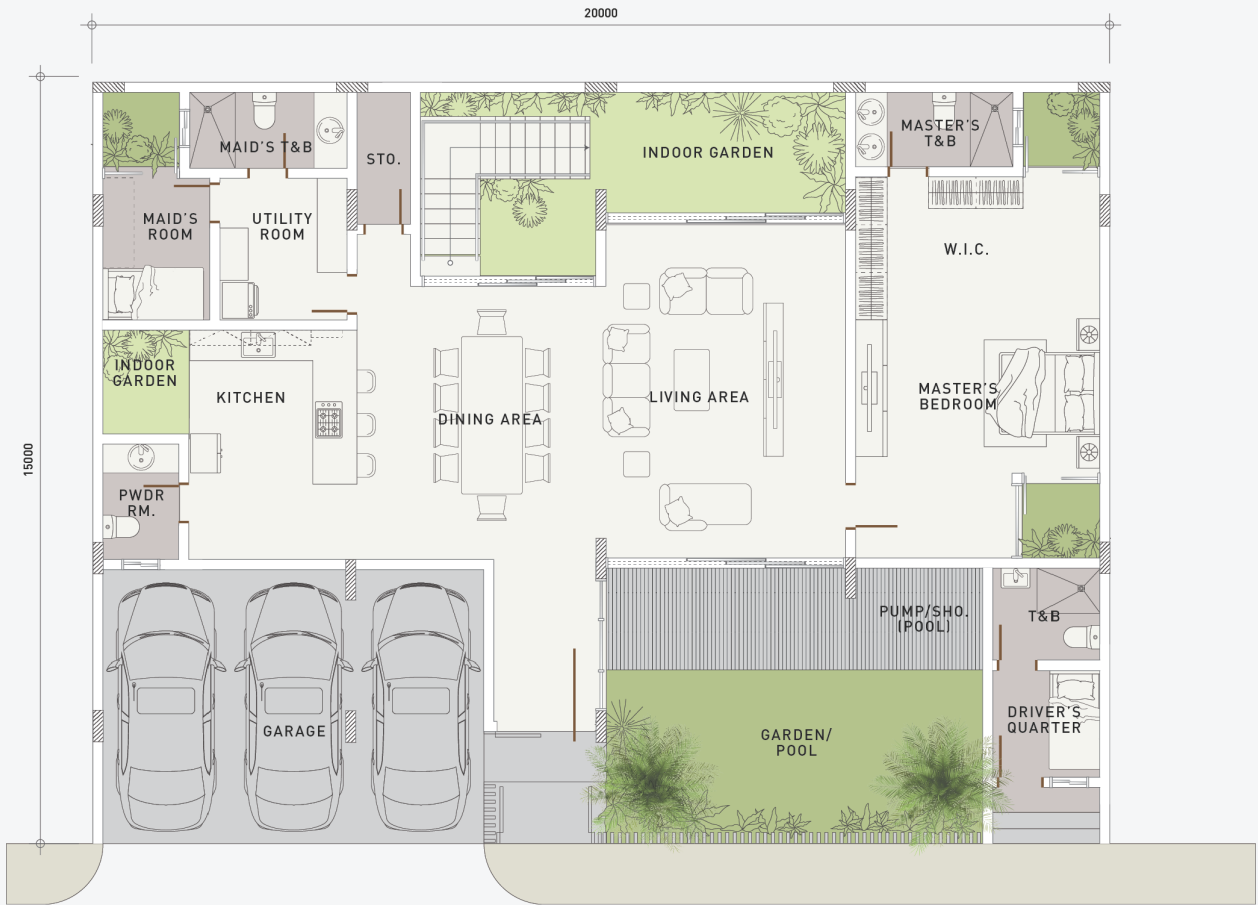 20000
15000
MAID'S T&B
STO.
INDOOR GARDEN
MASTER'S
T&B
MAID'S
ROOM
UTILITY
ROOM
W.I.C.
INDOOR
GARDEN
KITCHEN
DINING AREA
LIVING AREA
MASTER'S
BEDROOM
PWDR
RM.
PUMP/SHO.
(POOL)
T&B
GARAGE
GARDEN/
POOL
DRIVER'S
QUARTER